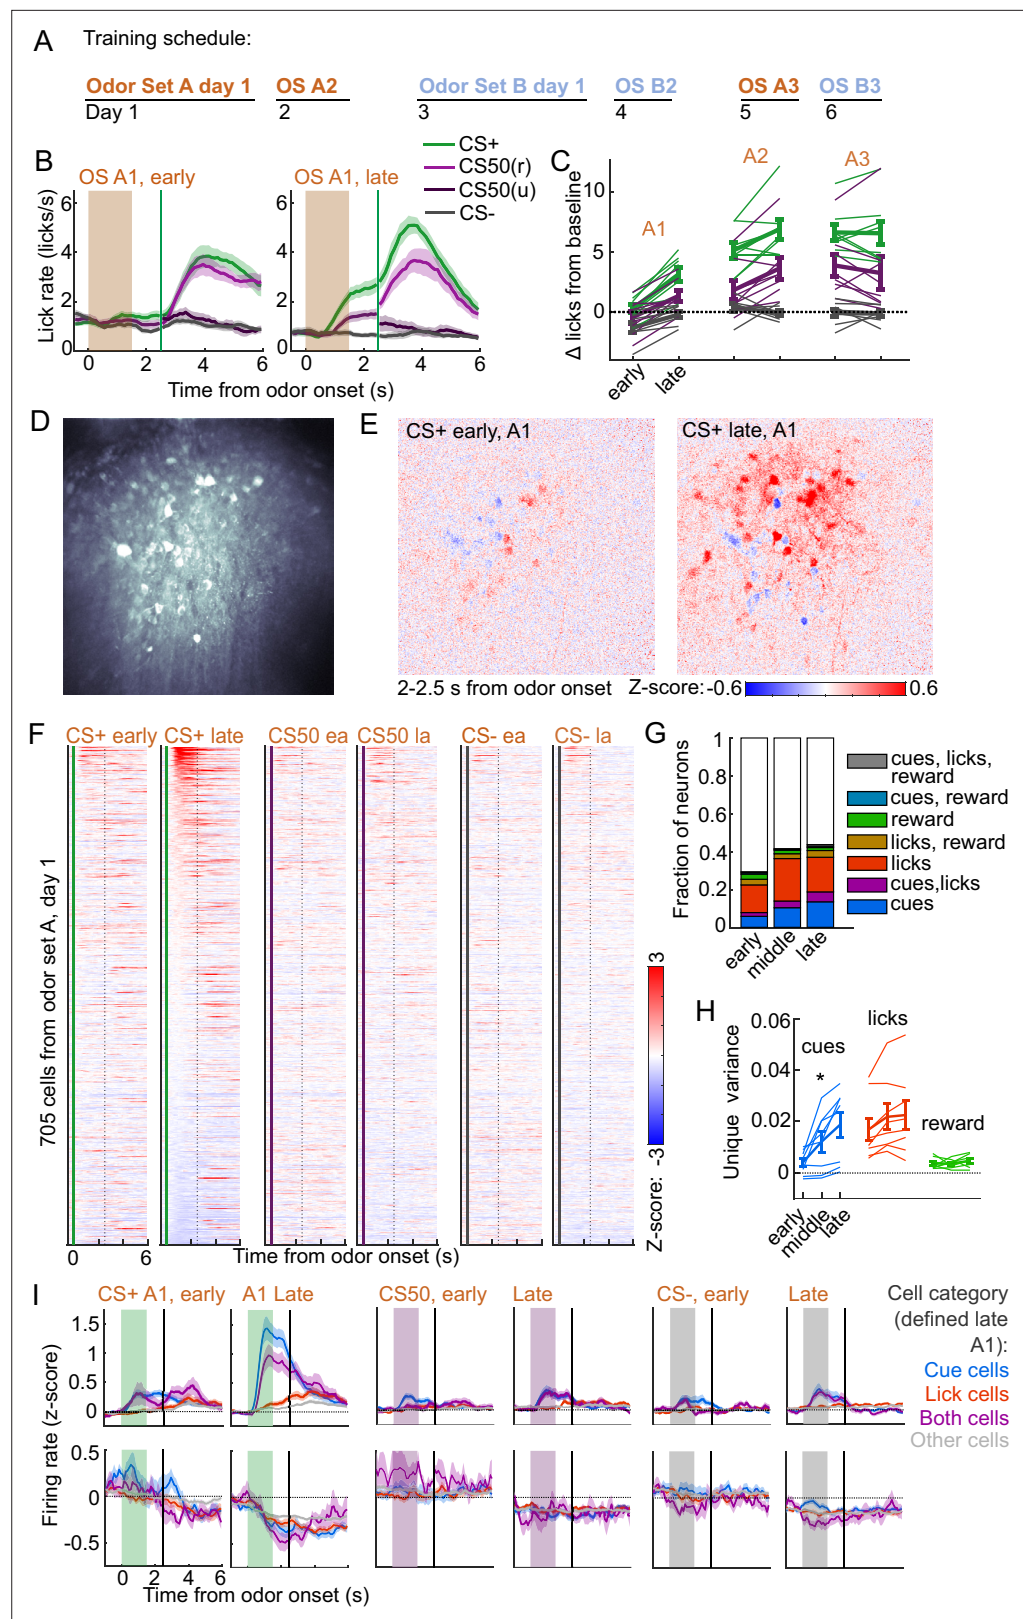 A Training schedule:
Odor Set A day 1 OS A2 Odor Set B day 1 OS B2 OS A3 OS B3
Day 1 2 3 4 5 6
B
OS A1, early OS A1, late
CS+
CS50(r)
CS50(u)
CS-
Lick rate (licks/s)
6
4
2
0
0 2 4 6
6
4
2
0
0 2 4 6
Time from odor onset (s)
C
A1 A2 A3
Δ licks from baseline
10
5
0
early late
D
E
CS+ early, A1
CS+ late, A1
2-2.5 s from odor onset Z-score: -0.6 0.6
F
CS+ early CS+ late CS50 ea CS50 la CS- ea CS- la
705 cells from odor set A, day 1
0 6
Time from odor onset (s)
Z-score: -3 3
G
Fraction of neurons
1
0.8
0.6
0.4
0.2
0
early middle late
cues, licks,
reward
cues, reward
reward
licks, reward
licks
cues,licks
cues
H
licks
cues
*
reward
Unique variance
0.06
0.04
0.02
0
early middle late
I
CS+ A1, early A1 Late CS50, early Late CS-, early Late
Cell category
(defined late
A1):
Cue cells
Lick cells
Both cells
Other cells
Firing rate (z-score)
1.5
1
0.5
0
0.5
0
-0.5
0 2 4 6
Time from odor onset (s)